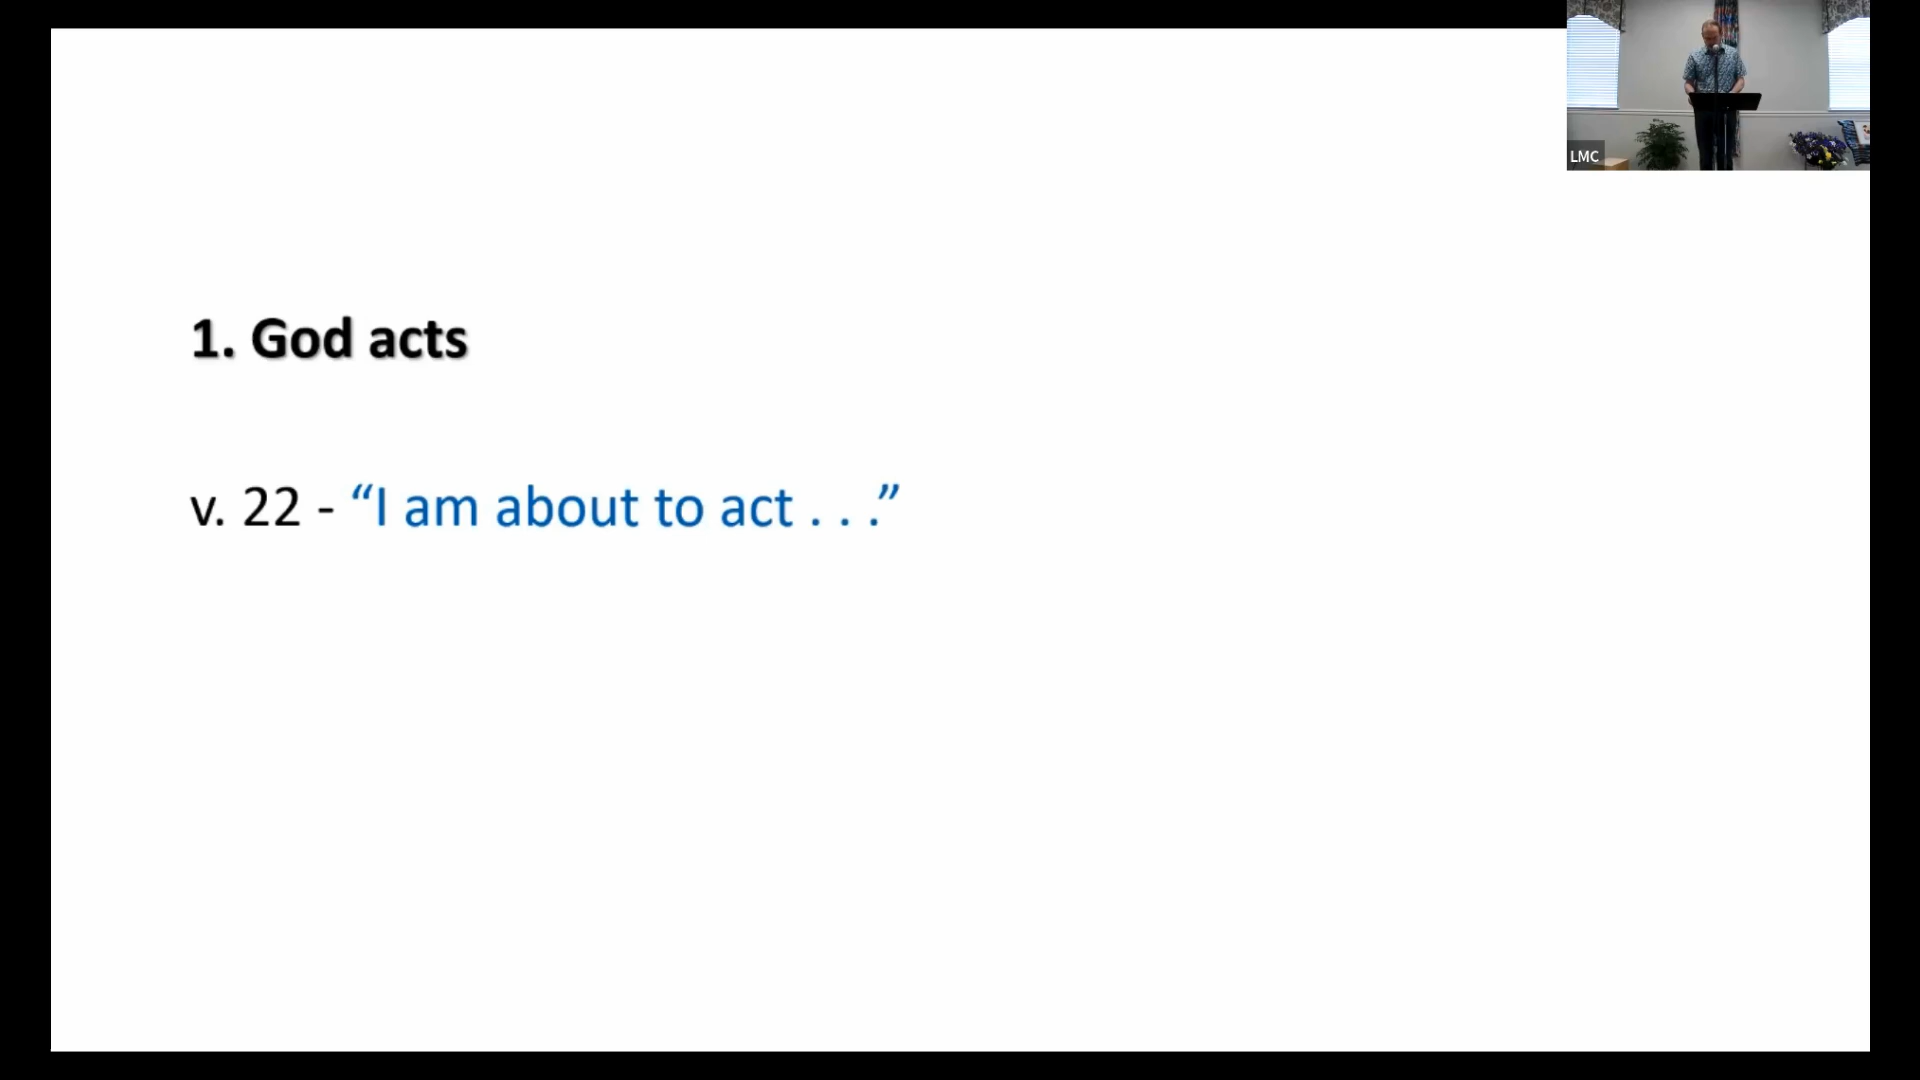 LMC
1. God acts
v. 22 - “I am about to act . . .”